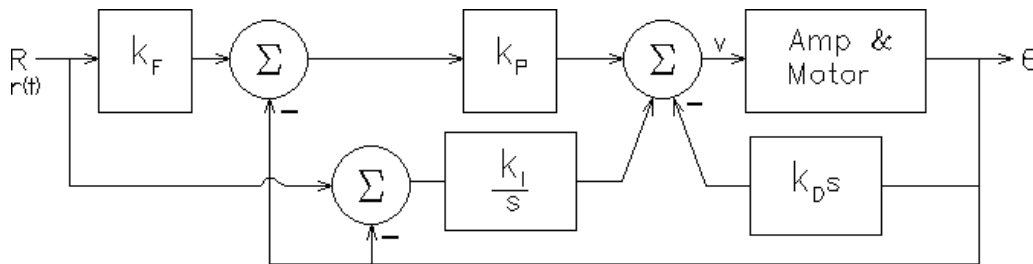 R
r(t)
k_F
Σ
k_P
Σ
v
Amp &
Motor
θ
Σ
k_I
s
k_D s